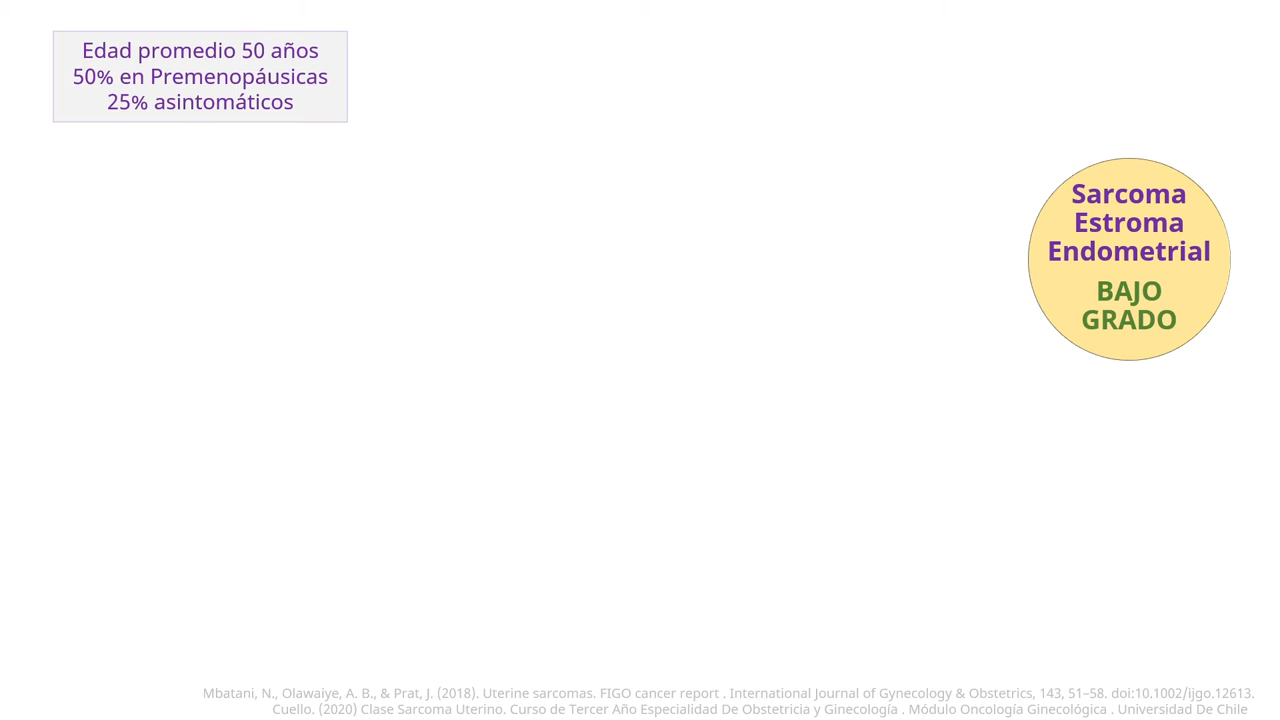 Edad promedio 50 años
50% en Premenopáusicas
25% asintomáticos
Sarcoma
Estroma
Endometrial
BAJO
GRADO
Mbatani, N., Olawaiye, A. B., & Prat, J. (2018). Uterine sarcomas. FIGO cancer report . International Journal of Gynecology & Obstetrics, 143, 51–58. doi:10.1002/ijgo.12613.
Cuello. (2020) Clase Sarcoma Uterino. Curso de Tercer Año Especialidad De Obstetricia y Ginecología . Módulo Oncología Ginecológica . Universidad De Chile